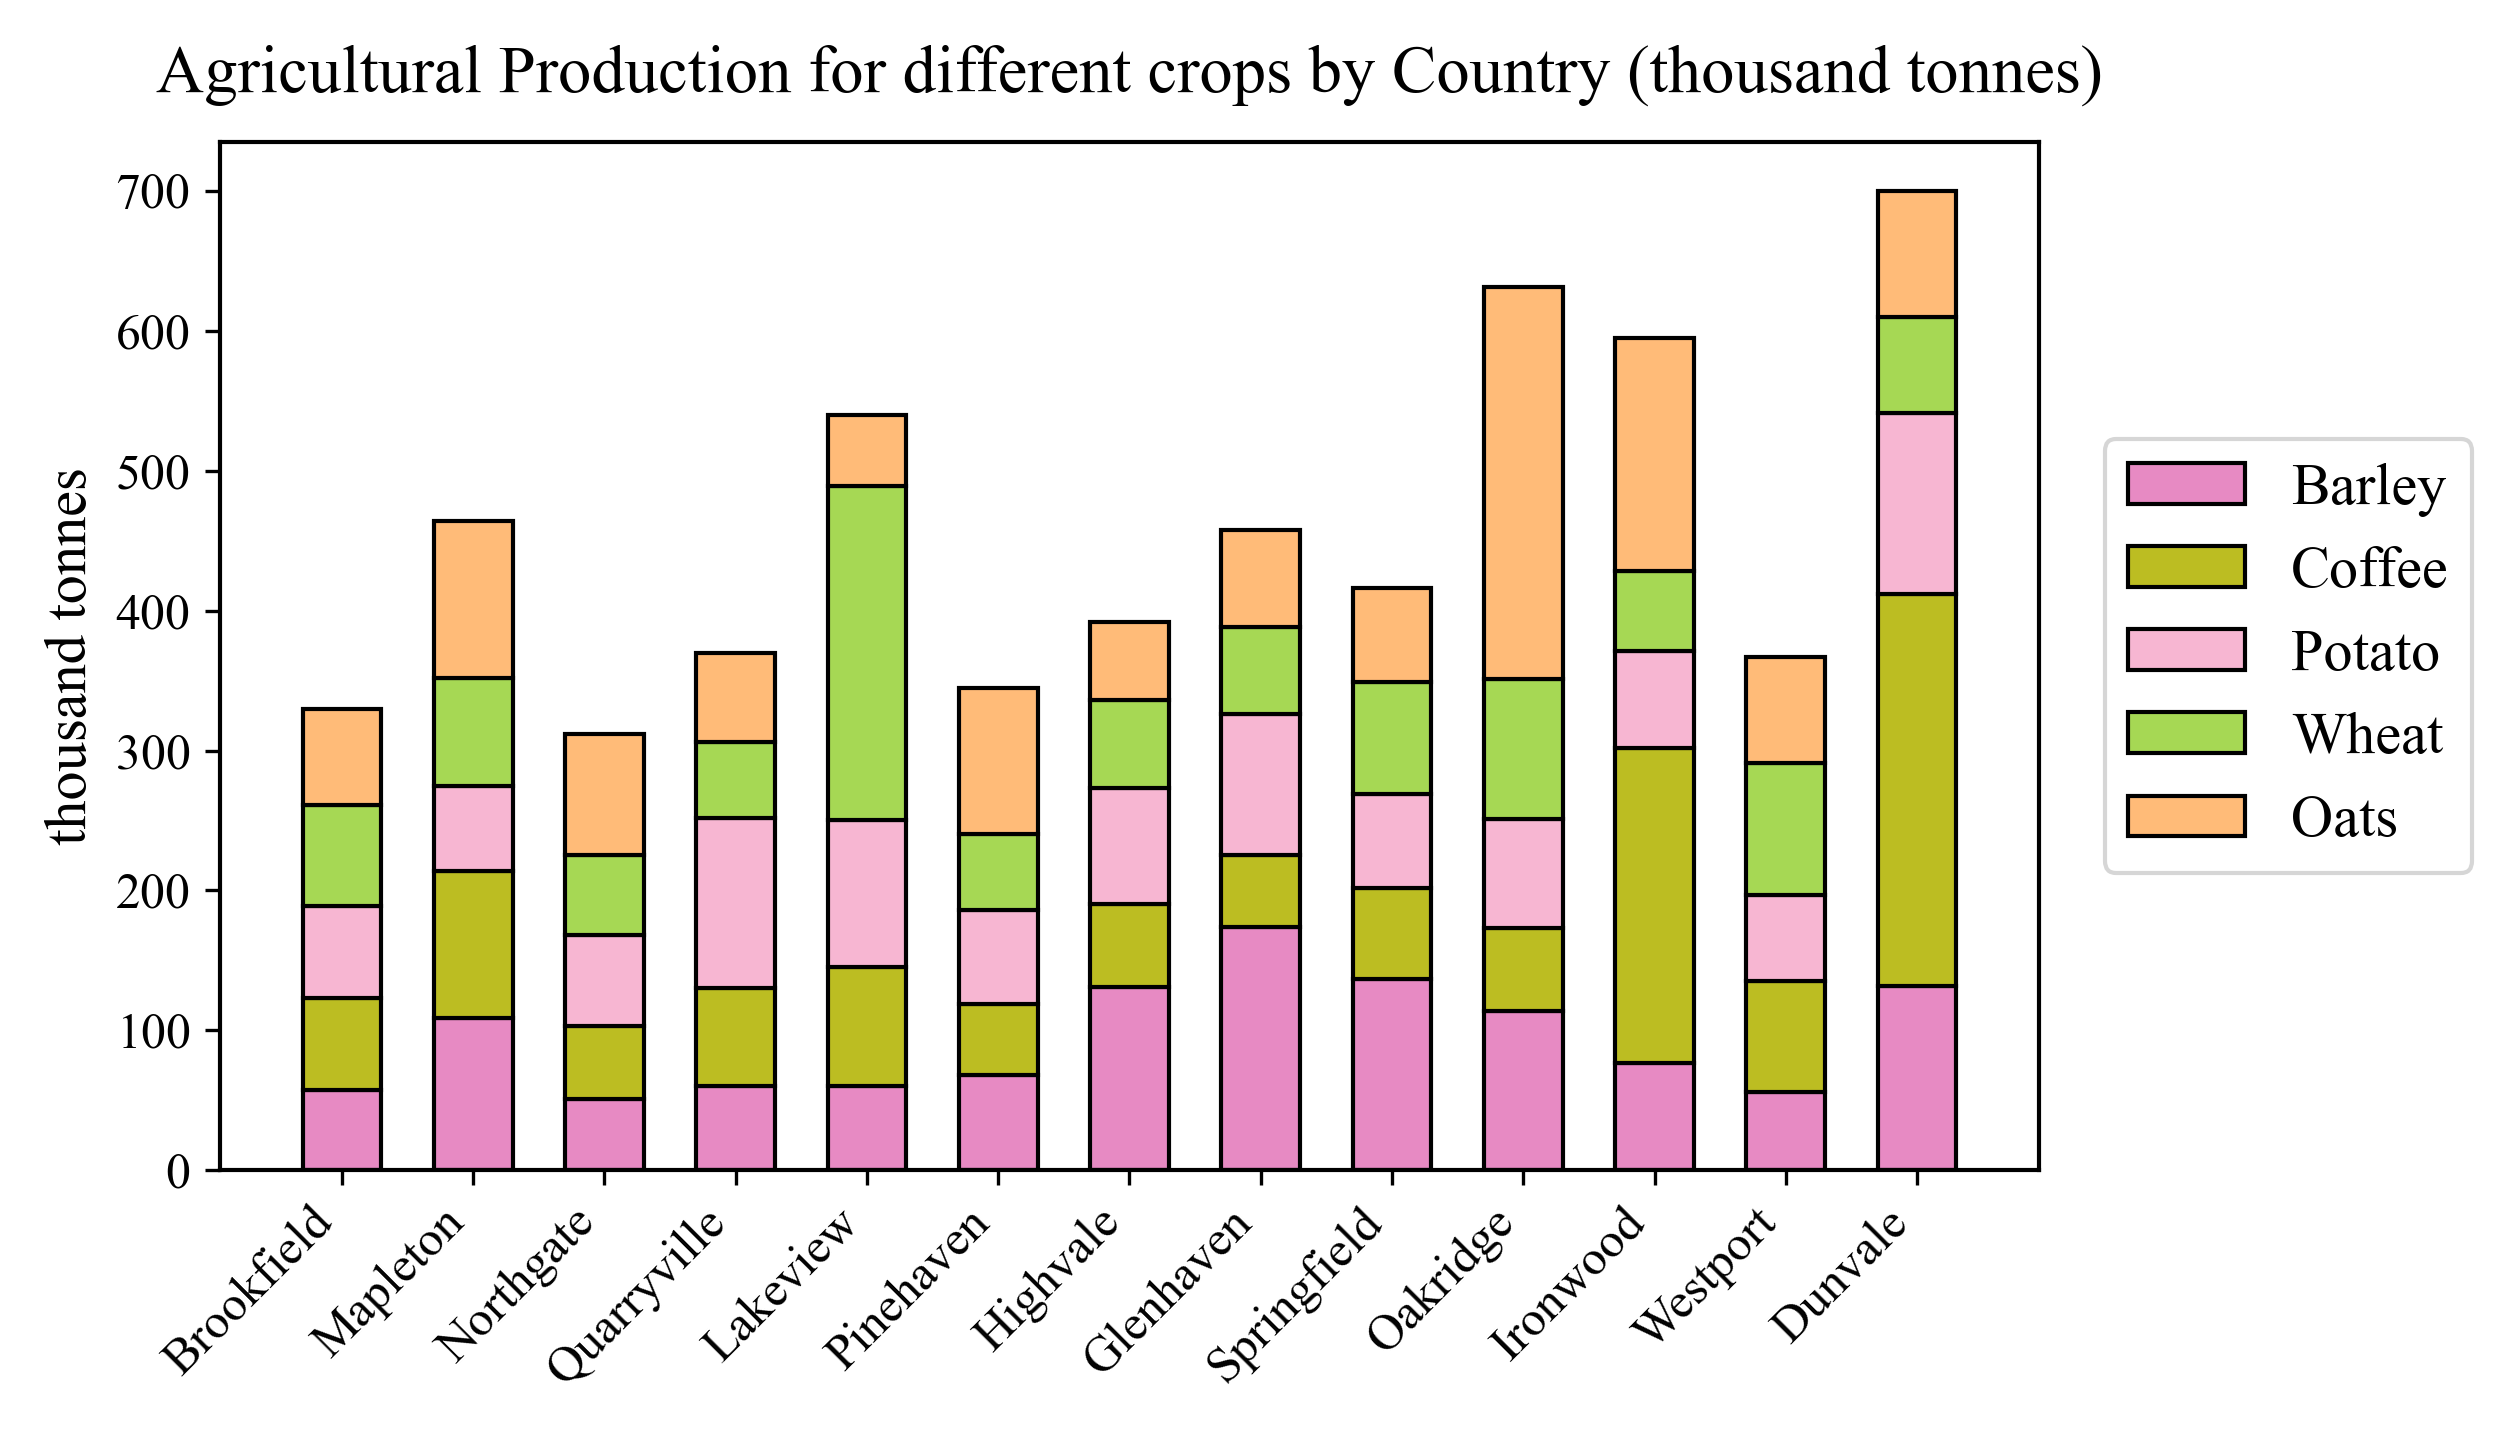 Agricultural Production for different crops by Country (thousand tonnes)
thousand tonnes
700
600
500
400
300
200
100
0
Brookfield
Mapleton
Northgate
Quarryville
Lakeview
Pinehaven
Highvale
Glenhaven
Springfield
Oakridge
Ironwood
Westport
Dunvale
Barley
Coffee
Potato
Wheat
Oats